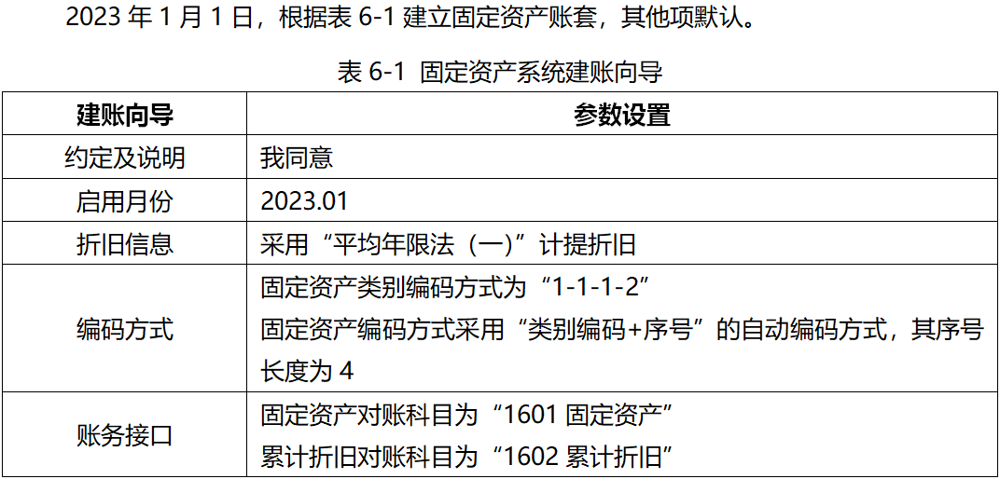 2023 年 1 月 1 日，根据表 6-1 建立固定资产账套，其他项默认。
表 6-1 固定资产系统建账向导
建账向导 参数设置
约定及说明 我同意
启用月份 2023.01
折旧信息 采用“平均年限法（一）”计提折旧
固定资产类别编码方式为“1-1-1-2”
编码方式 固定资产编码方式采用“类别编码+序号”的自动编码方式，其序号
长度为 4
账务接口 固定资产对账科目为“1601 固定资产”
累计折旧对账科目为“1602 累计折旧”